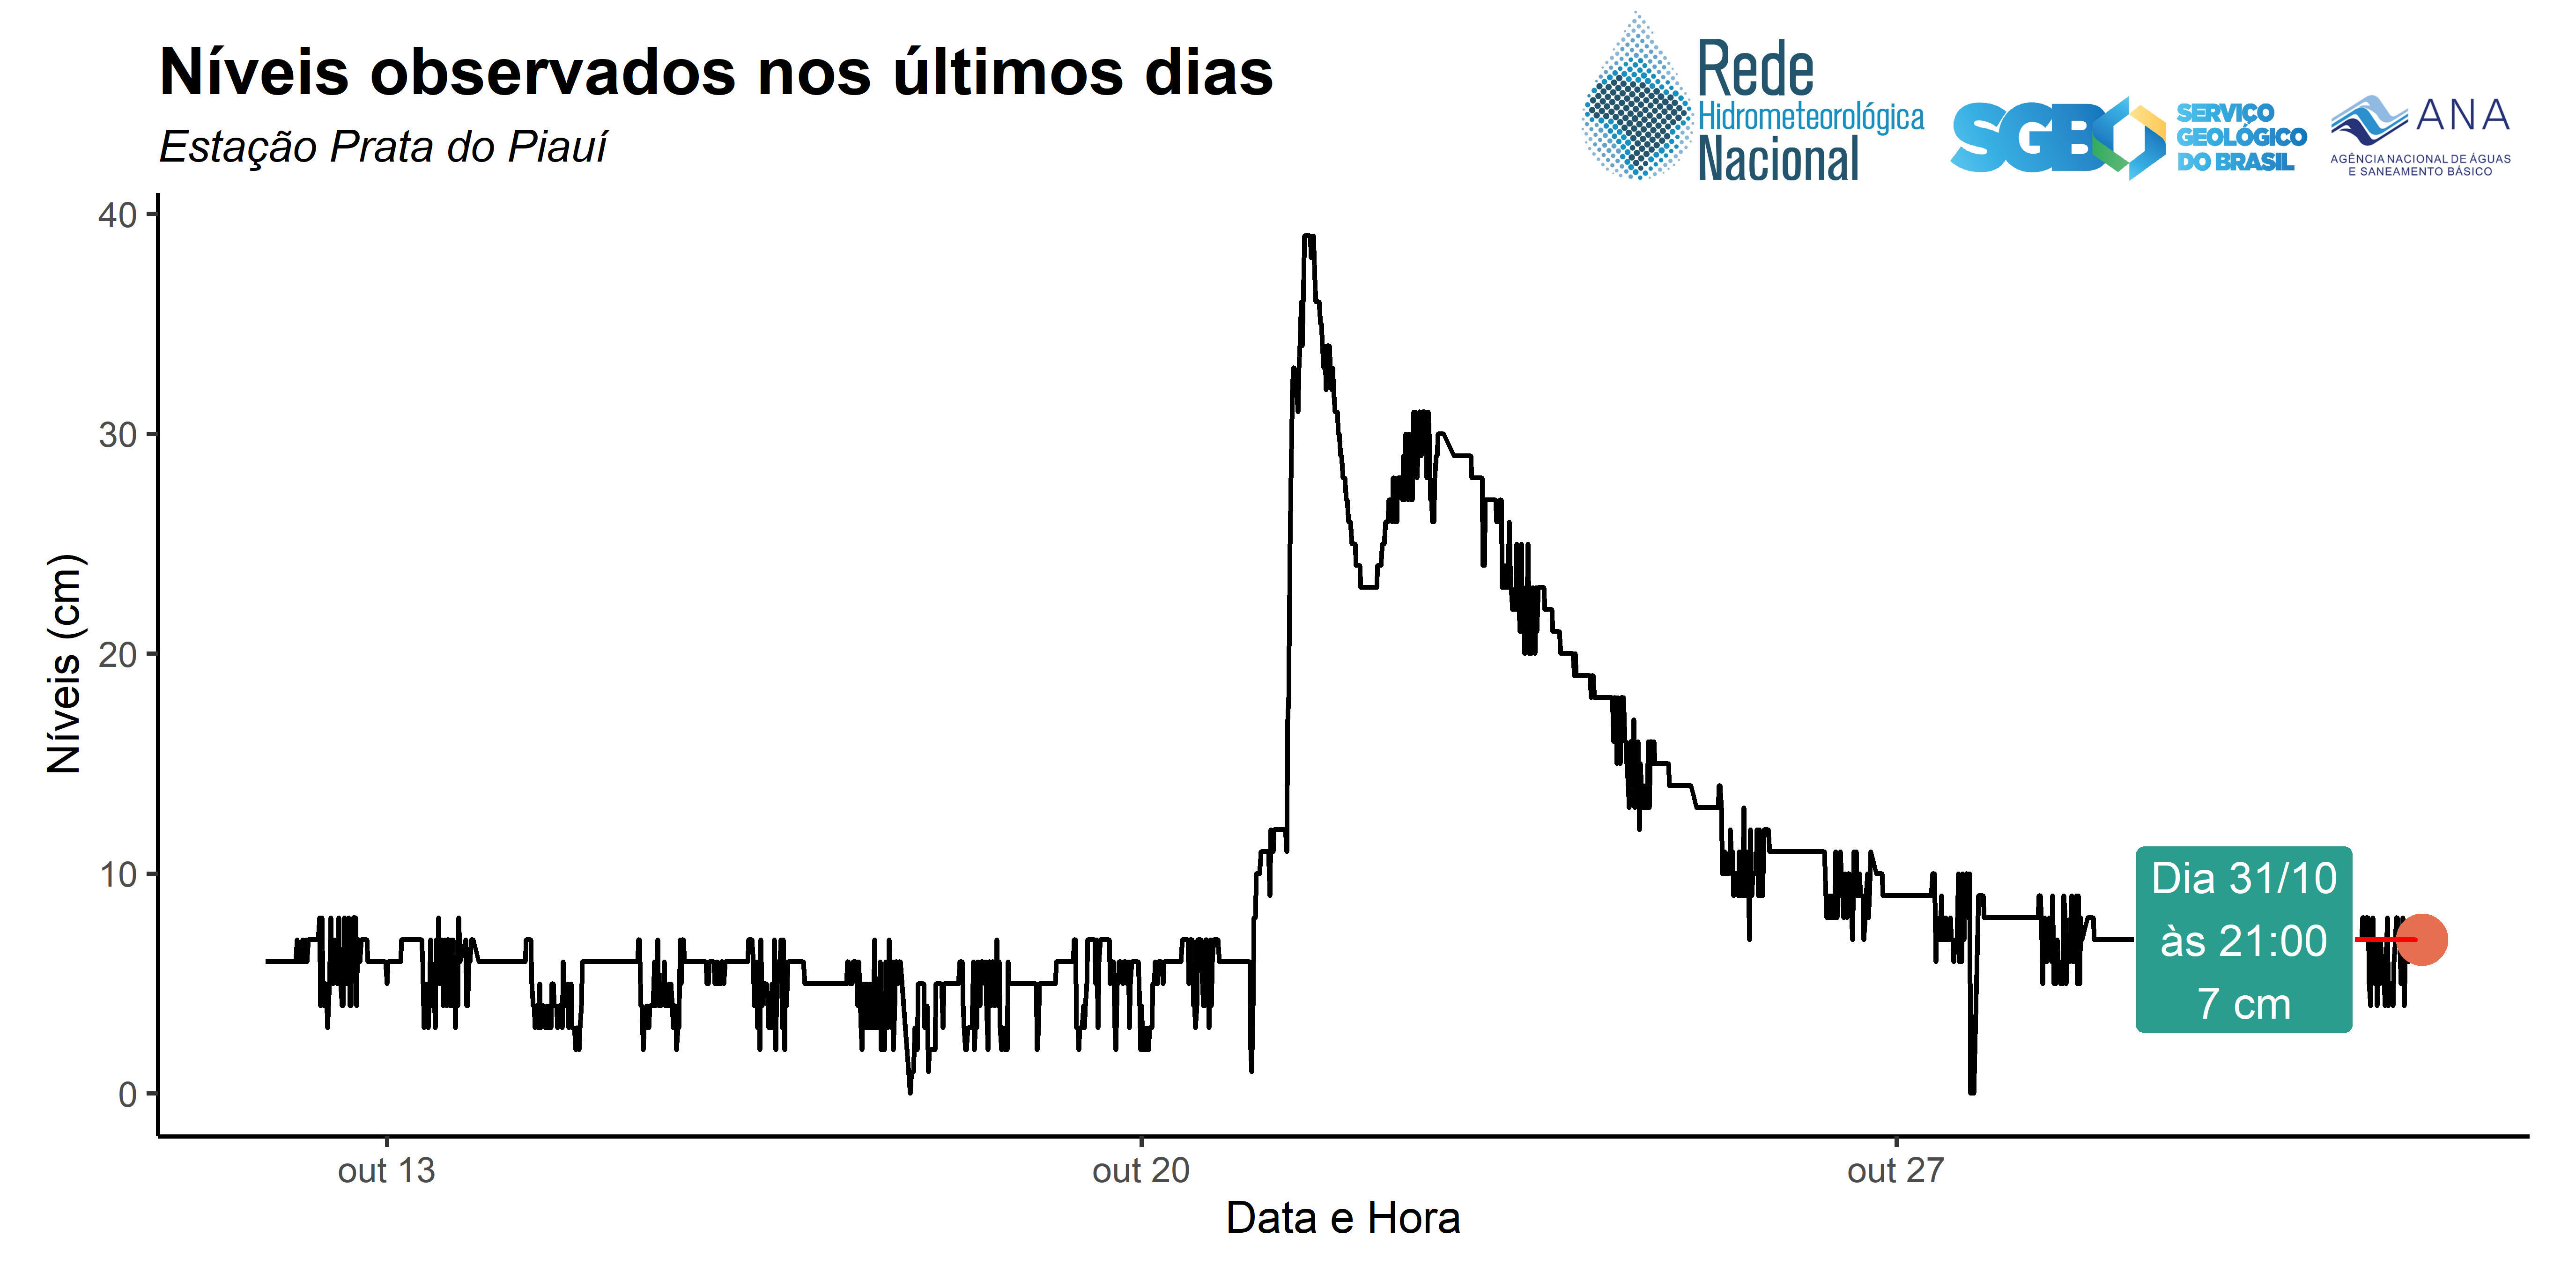 Níveis observados nos últimos dias
Estação Prata do Piauí
Rede
Hidrometeorológica
Nacional
SGB
SERVIÇO
GEOLÓGICO
DO BRASIL
ANA
AGÊNCIA NACIONAL DE ÁGUAS
E SANEAMENTO BÁSICO
Níveis (cm)
40
30
20
10
0
Dia 31/10
às 21:00
7 cm
out 13
out 20
out 27
Data e Hora